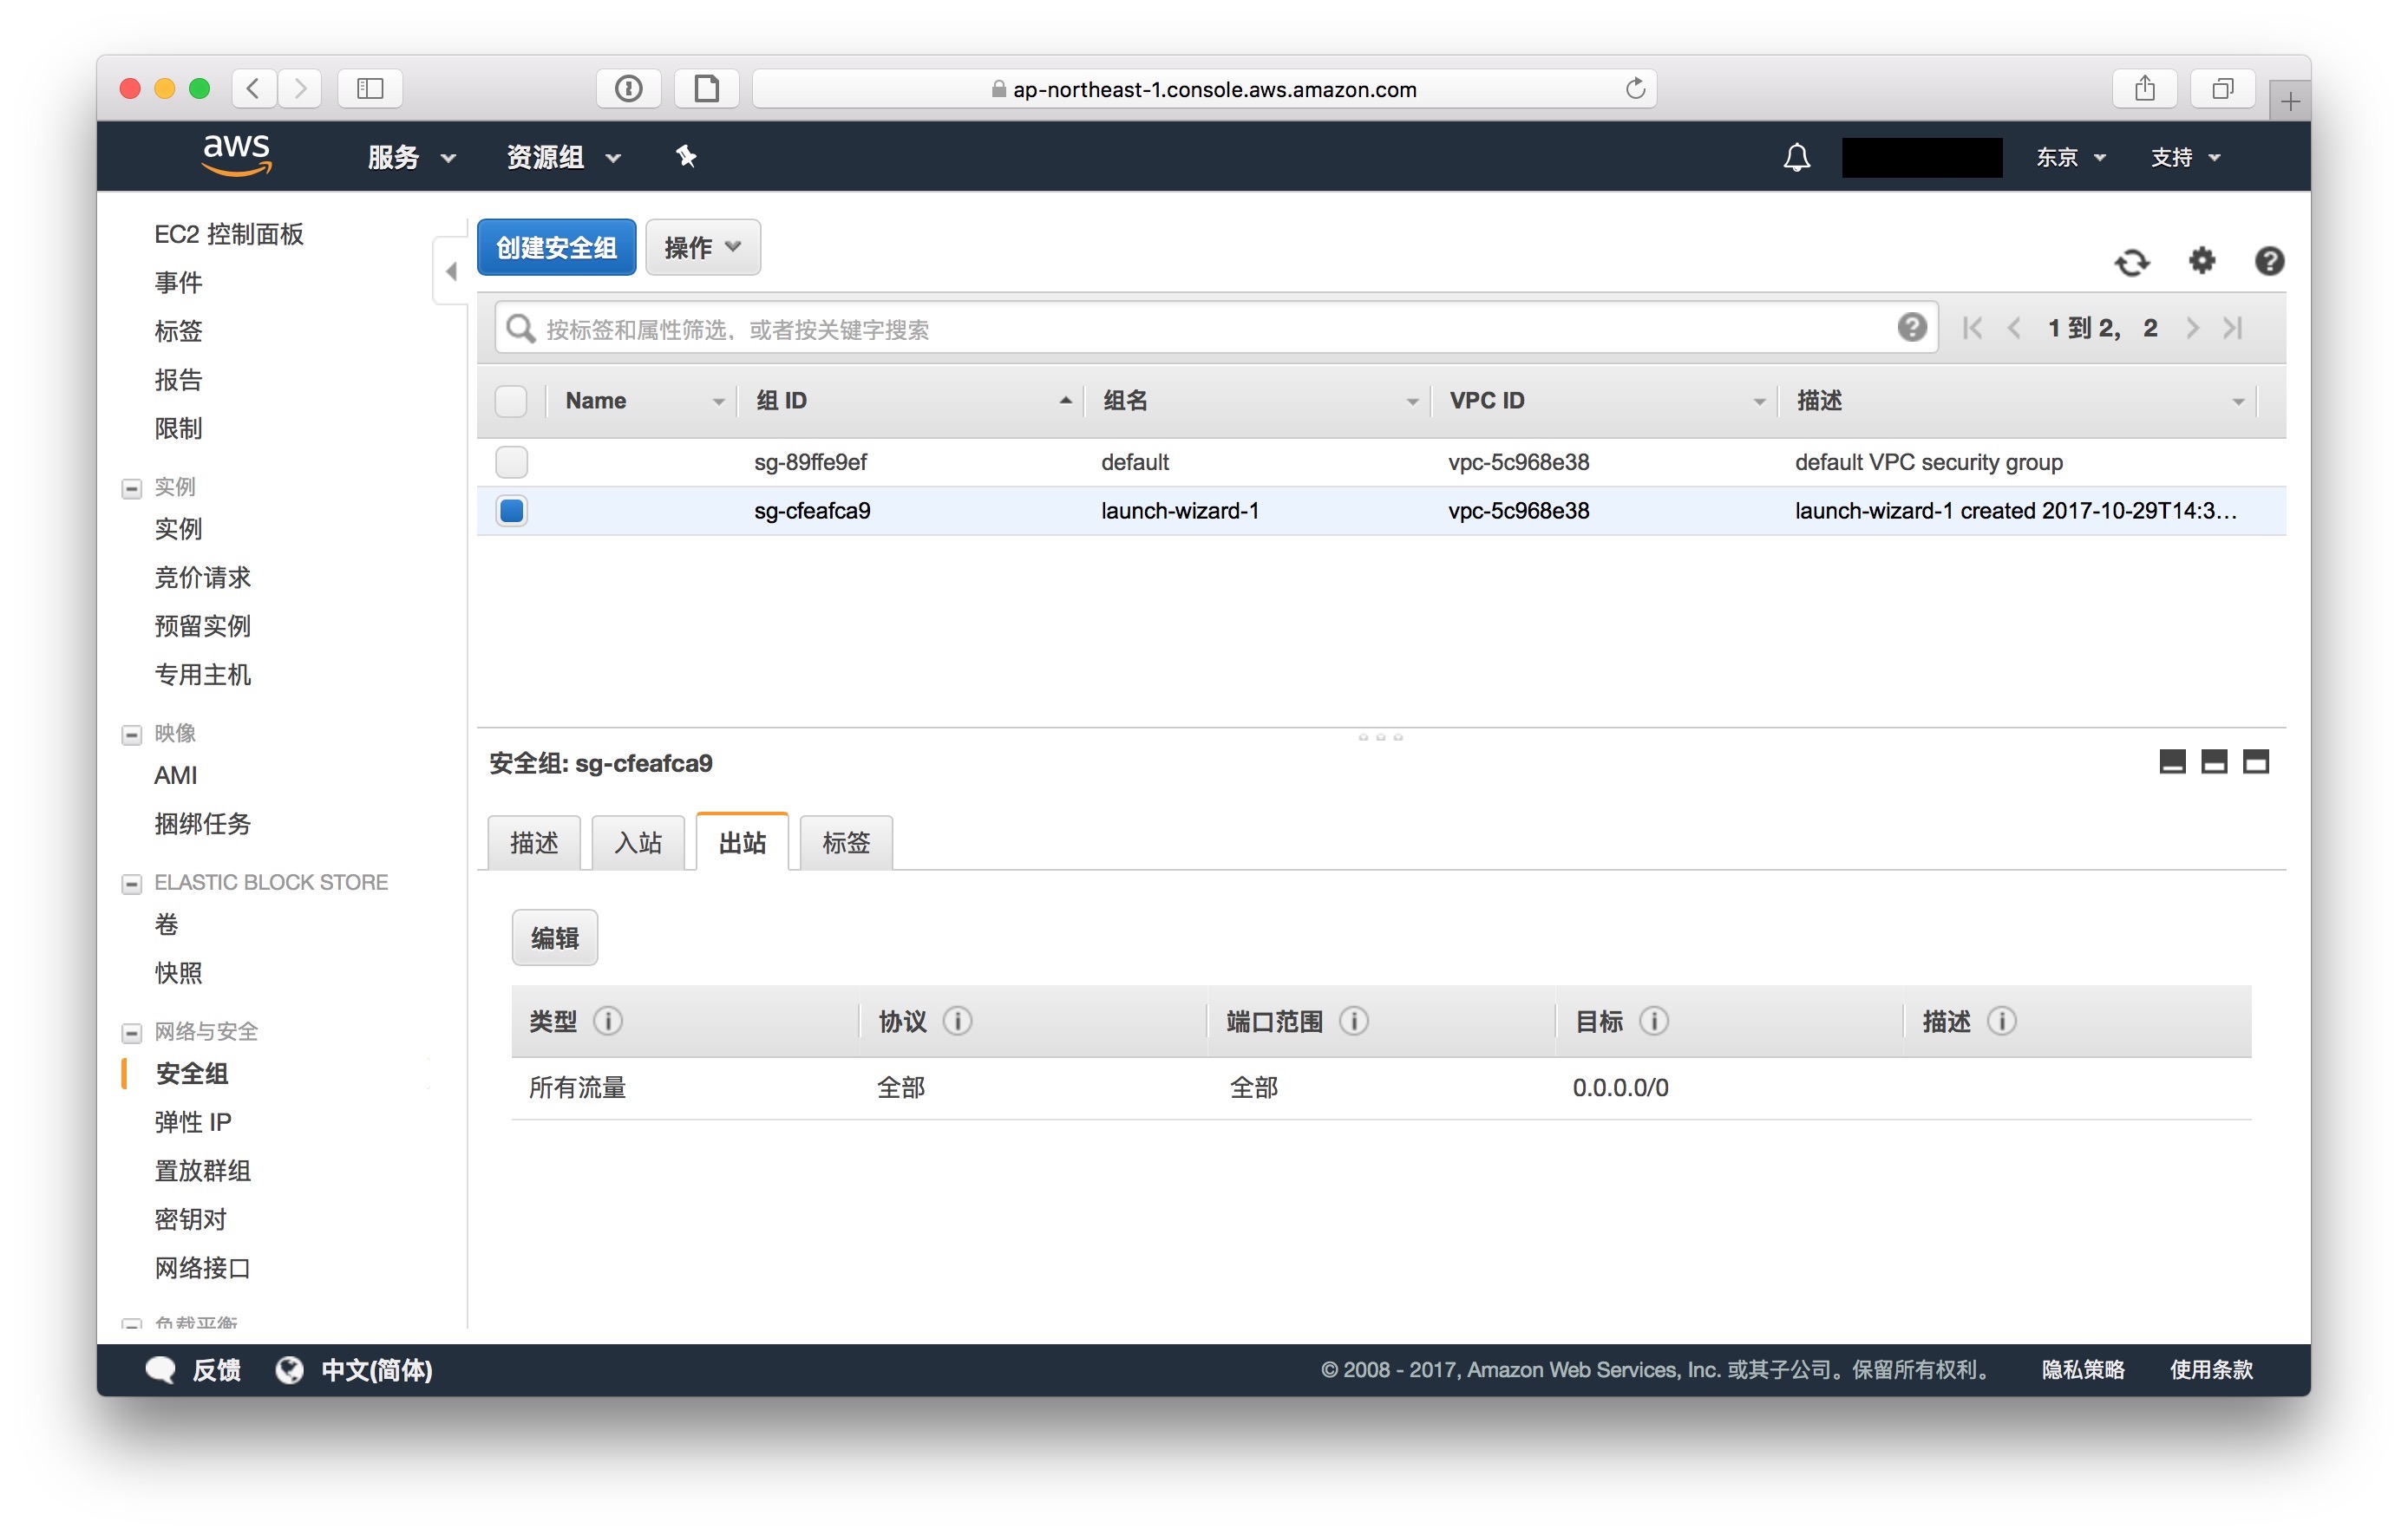 ap-northeast-1.console.aws.amazon.com
aws 服务 资源组 东京 支持
EC2 控制面板
事件
标签
报告
限制
实例
实例
竞价请求
预留实例
专用主机
映像
AMI
捆绑任务
ELASTIC BLOCK STORE
卷
快照
网络与安全
安全组
弹性 IP
置放群组
密钥对
网络接口
负载平衡
创建安全组 操作
按标签和属性筛选，或者按关键字搜索 1 到 2， 2
Name 组 ID 组名 VPC ID 描述
sg-89ffe9ef default vpc-5c968e38 default VPC security group
sg-cfeafca9 launch-wizard-1 vpc-5c968e38 launch-wizard-1 created 2017-10-29T14:3...
安全组: sg-cfeafca9
描述 入站 出站 标签
编辑
类型 协议 端口范围 目标 描述
所有流量 全部 全部 0.0.0.0/0
反馈 中文(简体) © 2008 - 2017, Amazon Web Services, Inc. 或其子公司。保留所有权利。 隐私策略 使用条款